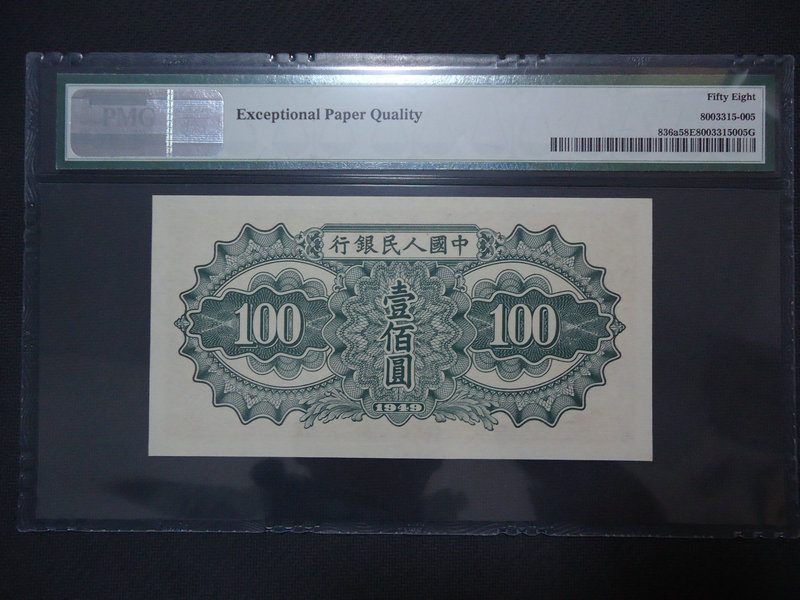 PMG
Exceptional Paper Quality
Fifty Eight
8003315-005
836a58E8003315005G
行銀民人國中
100
壹佰圓
100
1949